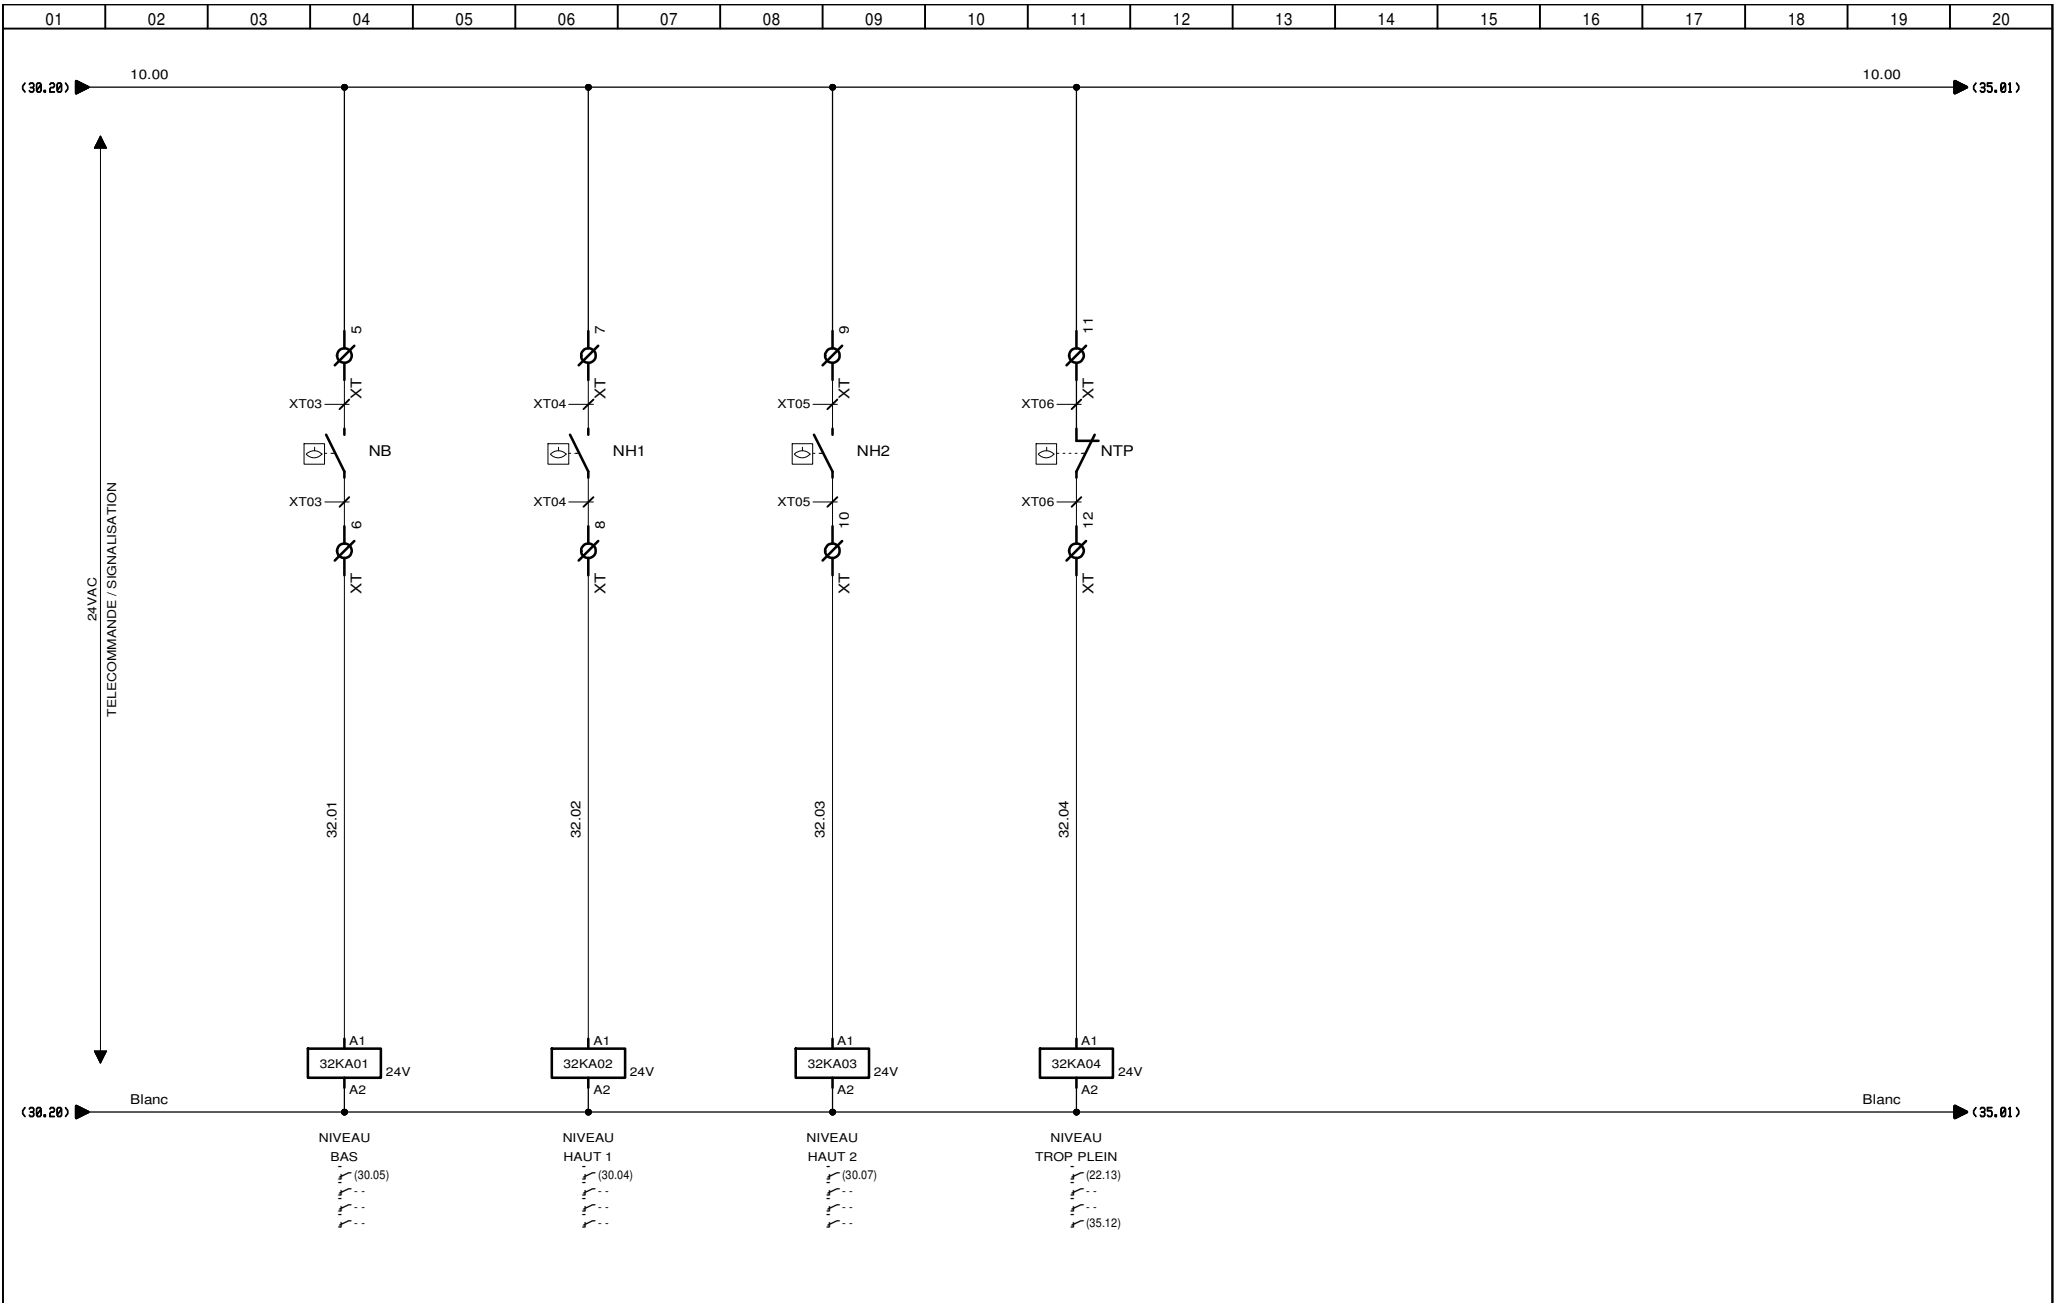 01 02 03 04 05 06 07 08 09 10 11 12 13 14 15 16 17 18 19 20
10.00 10.00
(30.20) (35.01)
24VAC
TELECOMMANDE / SIGNALISATION
5 7 9 11
XT XT XT XT
XT03 XT04 XT05 XT06
NB NH1 NH2 NTP
XT03 XT04 XT05 XT06
6 8 10 12
XT XT XT XT
32.01 32.02 32.03 32.04
A1 A1 A1 A1
32KA01 24V 32KA02 24V 32KA03 24V 32KA04 24V
A2 A2 A2 A2
Blanc Blanc
(30.20) (35.01)
NIVEAU NIVEAU NIVEAU NIVEAU
BAS HAUT 1 HAUT 2 TROP PLEIN
(30.05) (30.04) (30.07) (22.13)
- - - - - - - -
- - - - - - - -
- - - - - - (35.12)